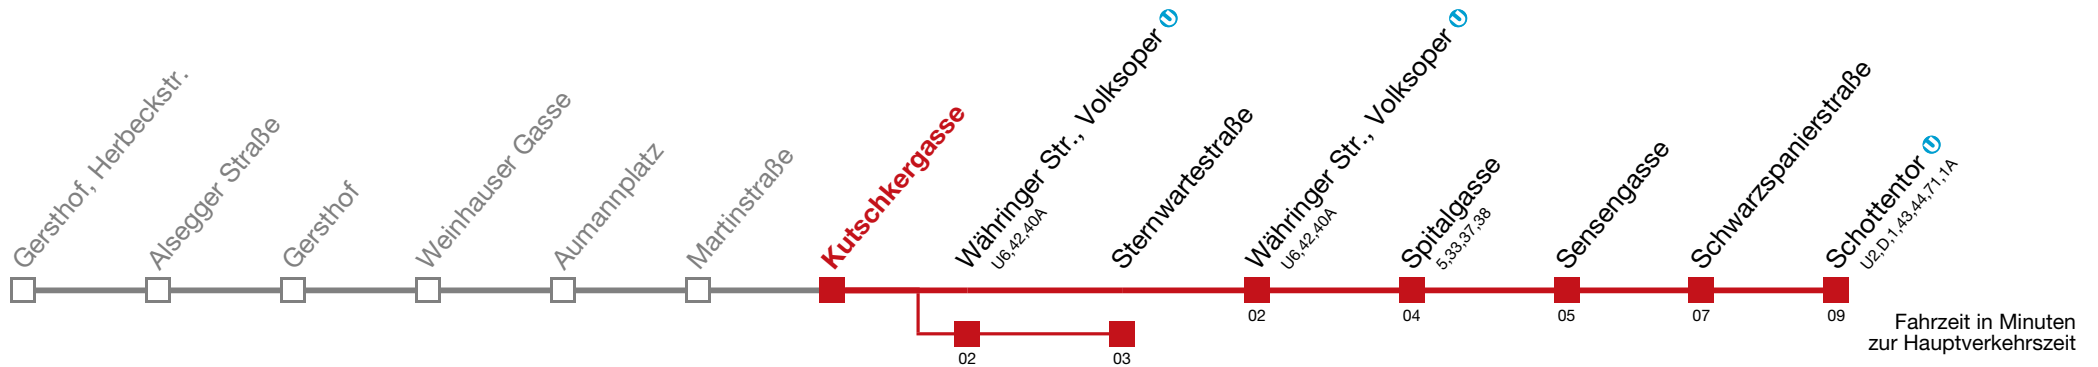 Gersthof, Herbeckstr.
Alsegger Straße
Gersthof
Weinhauser Gasse
Aumannplatz
Martinstraße
Kutschkergasse
Währinger Str., Volksoper U
U6,42,40A
Sternwartestraße
Währinger Str., Volksoper U
U6,42,40A
Spitalgasse
5,33,37,38
Sensengasse
Schwarzspanierstraße
Schottentor U
U2,D,1,43,44,71,1A
02
04
05
07
09
02
03
Fahrzeit in Minuten
zur Hauptverkehrszeit